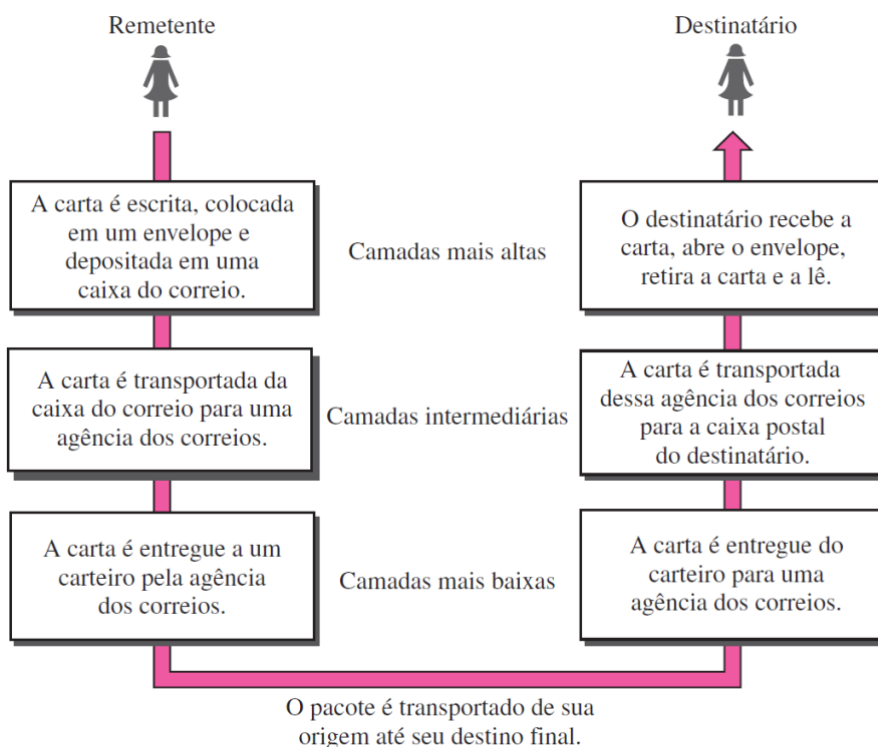 Remetente
Destinatário
A carta é escrita, colocada
em um envelope e
depositada em uma
caixa do correio.
Camadas mais altas
O destinatário recebe a
carta, abre o envelope,
retira a carta e a lê.
A carta é transportada da
caixa do correio para uma
agência dos correios.
Camadas intermediárias
A carta é transportada
dessa agência dos correios
para a caixa postal
do destinatário.
A carta é entregue a um
carteiro pela agência
dos correios.
Camadas mais baixas
A carta é entregue do
carteiro para uma
agência dos correios.
O pacote é transportado de sua
origem até seu destino final.